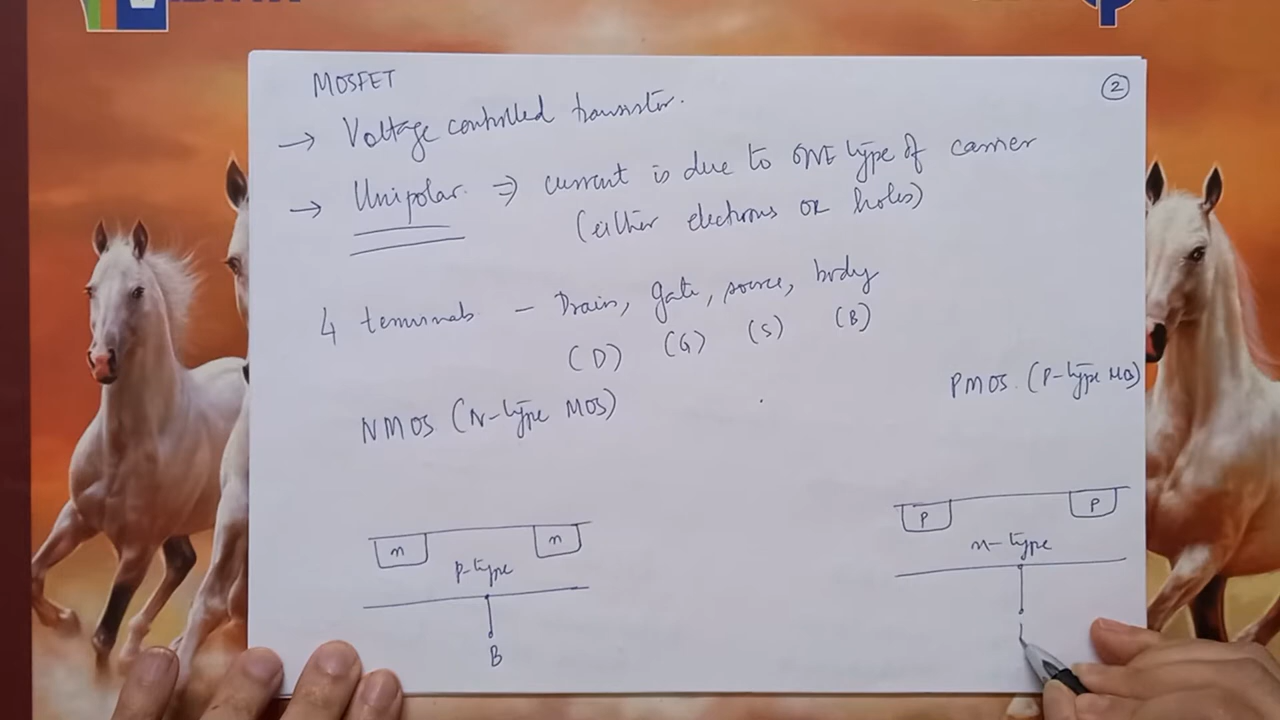 MOSFET
②
→ Voltage controlled transistor.
→ Unipolar. ⇒ current is due to ONE type of carrier
(either electrons or holes)
4 terminals - Drain, gate, source, body
(D) (G) (S) (B)
NMOS (N-type MOS)
PMOS. (P-type MOS)
n n
p-type
B
p p
n-type